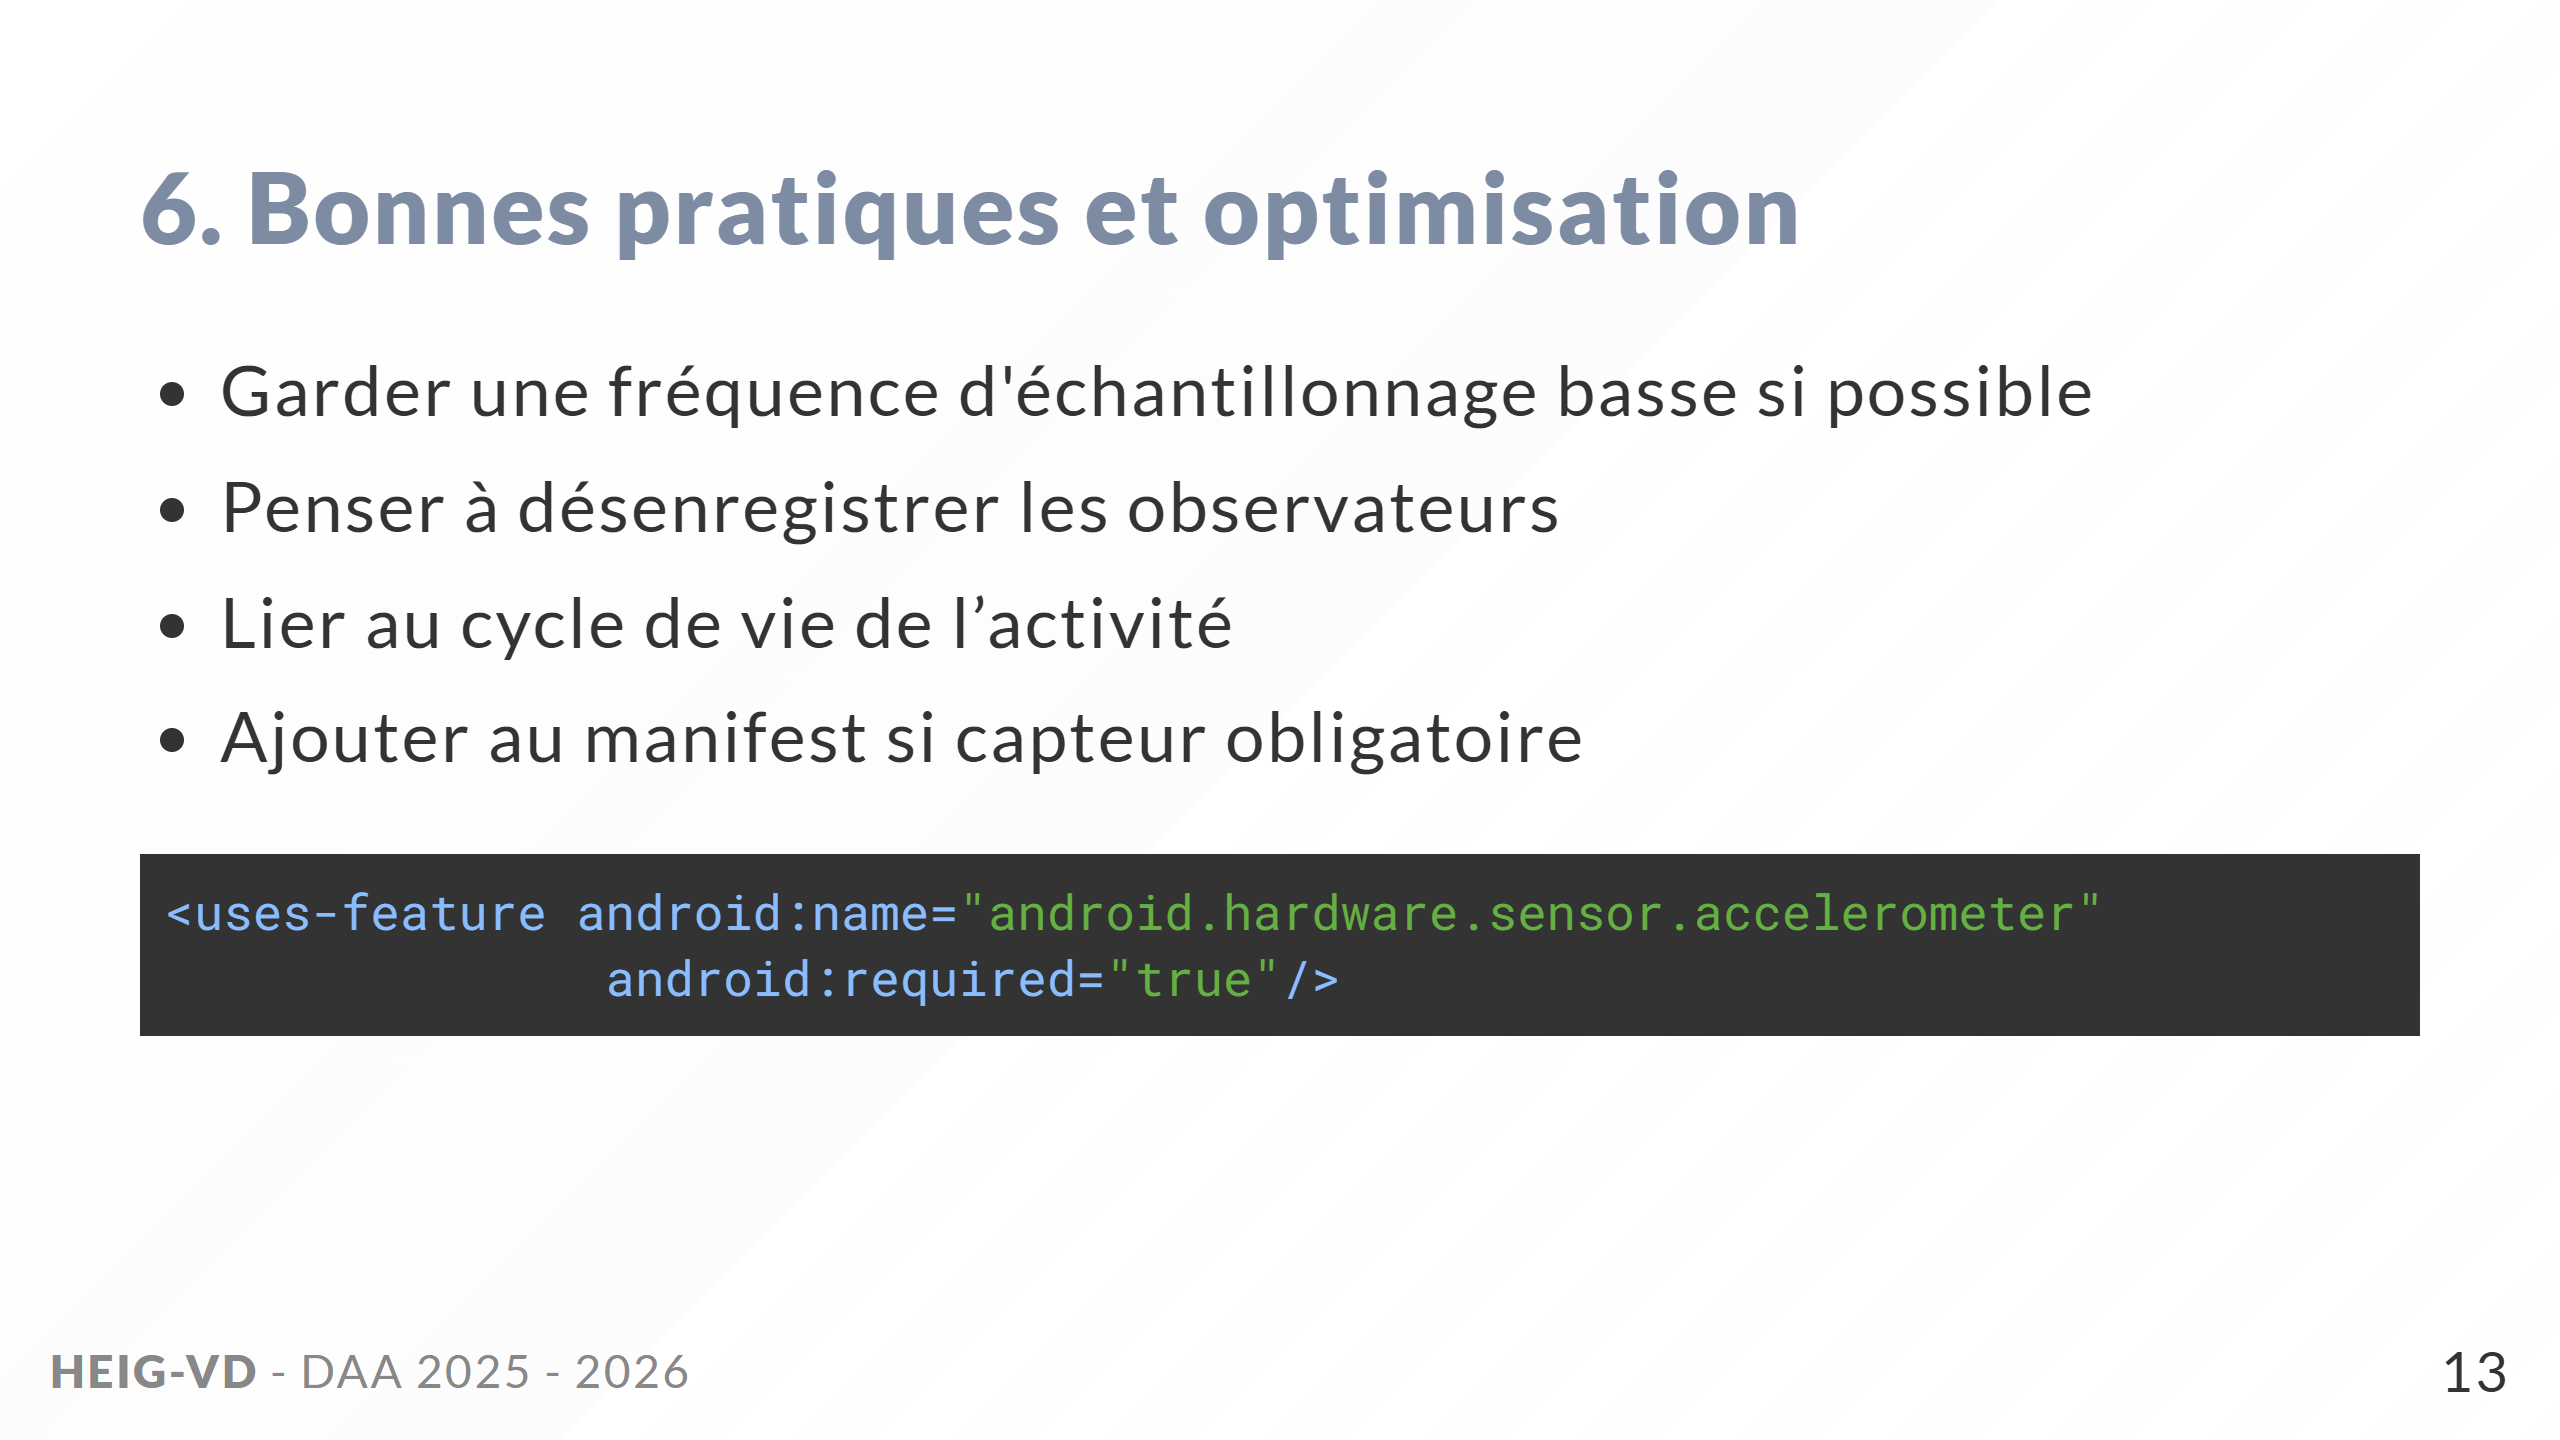 6. Bonnes pratiques et optimisation
• Garder une fréquence d'échantillonnage basse si possible
• Penser à désenregistrer les observateurs
• Lier au cycle de vie de l’activité
• Ajouter au manifest si capteur obligatoire
<uses-feature android:name="android.hardware.sensor.accelerometer"
android:required="true"/>
HEIG-VD - DAA 2025 - 2026
13